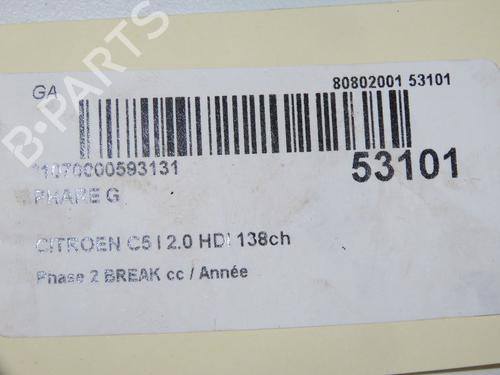 B-PARTS
GA
80802001 53101
*1070000593131
53101
PHARE G
CITROEN C5 I 2.0 HDI 138ch
Phase 2 BREAK cc / Année